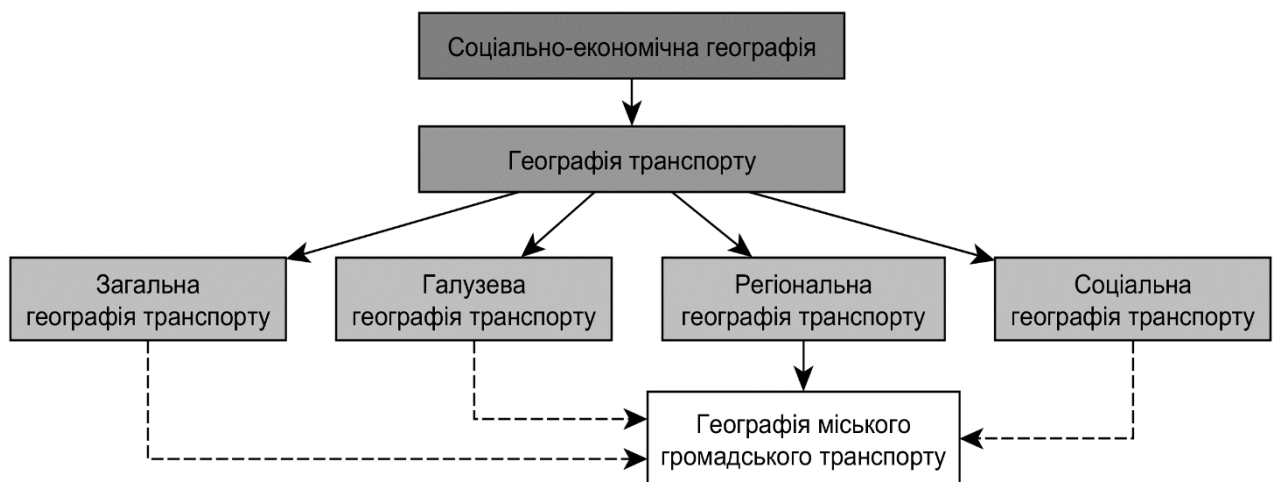 Соціально-економічна географія
Географія транспорту
Загальна
географія транспорту
Галузева
географія транспорту
Регіональна
географія транспорту
Соціальна
географія транспорту
Географія міського
громадського транспорту